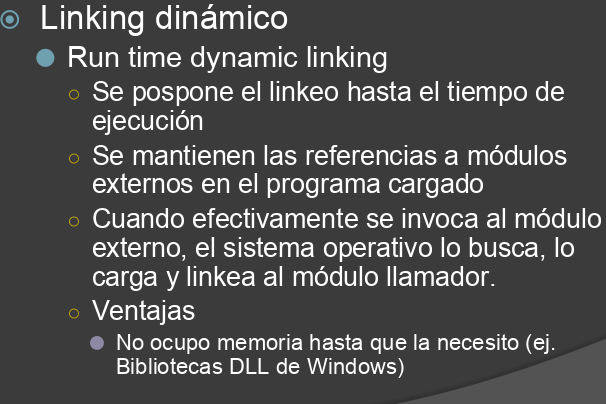 Linking dinámico
Run time dynamic linking
Se pospone el linkeo hasta el tiempo de
ejecución
Se mantienen las referencias a módulos
externos en el programa cargado
Cuando efectivamente se invoca al módulo
externo, el sistema operativo lo busca, lo
carga y linkea al módulo llamador.
Ventajas
No ocupo memoria hasta que la necesito (ej.
Bibliotecas DLL de Windows)